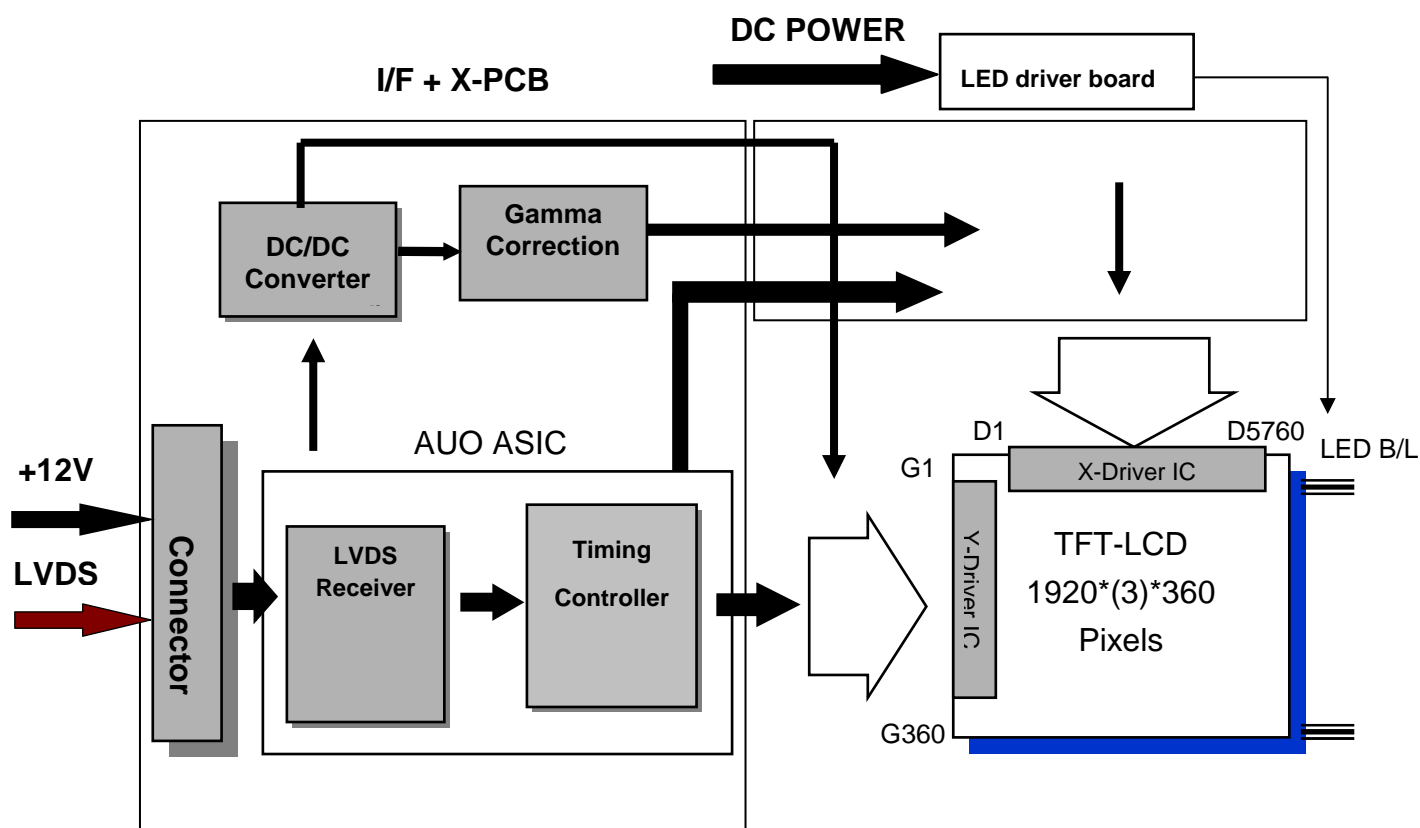 DC POWER
LED driver board
I/F + X-PCB
Gamma
Correction
DC/DC
Converter
AUO ASIC
D1
D5760
LED B/L
+12V
G1
X-Driver IC
LVDS
Connector
LVDS
Receiver
Timing
Controller
Y-Driver IC
TFT-LCD
1920*(3)*360
Pixels
G360